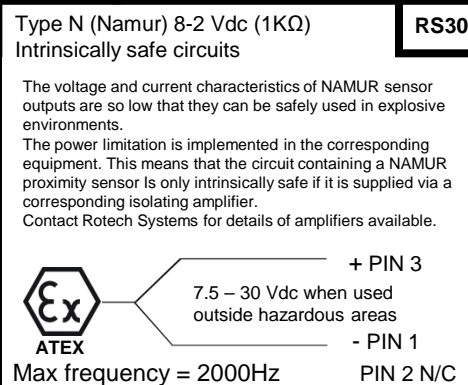 Type N (Namur) 8-2 Vdc (1KΩ)
RS30
Intrinsically safe circuits
The voltage and current characteristics of NAMUR sensor
outputs are so low that they can be safely used in explosive
environments.
The power limitation is implemented in the corresponding
equipment. This means that the circuit containing a NAMUR
proximity sensor Is only intrinsically safe if it is supplied via a
corresponding isolating amplifier.
Contact Rotech Systems for details of amplifiers available.
+ PIN 3
7.5 – 30 Vdc when used
outside hazardous areas
Ex
ATEX
- PIN 1
Max frequency = 2000Hz
PIN 2 N/C